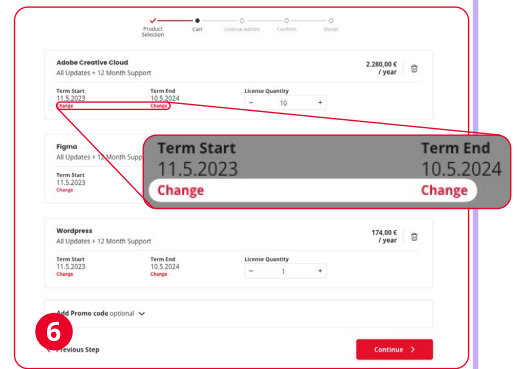 Product
Selection
Cart
License Admin
Confirm
Done!
Adobe Creative Cloud
All Updates + 12 Month Support
2.280,00 €
/ year
Term Start
11.5.2023
Change
Term End
10.5.2024
Change
License Quantity
− 10 +
Figma
All Updates + 12 Month Supp
Term Start
11.5.2023
Change
Term Start
11.5.2023
Change
Term End
10.5.2024
Change
Wordpress
All Updates + 12 Month Support
174,00 €
/ year
Term Start
11.5.2023
Change
Term End
10.5.2024
Change
License Quantity
− 1 +
Add Promo code optional
6
Previous Step
Continue >